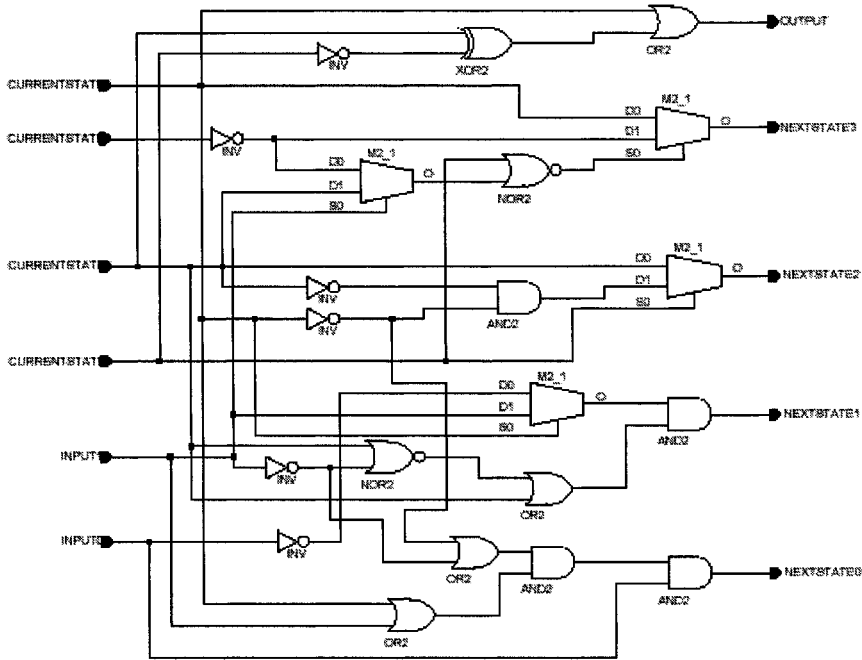 OUTPUT
INV
XOR2
OR2
CURRENTSTAT
M2_1
D0
O
NEXTSTATE3
CURRENTSTAT
INV
D1
M2_1
D0
O
S0
D1
NOR2
S0
M2_1
CURRENTSTAT
D0
O
NEXTSTATE2
INV
D1
S0
INV
AND2
CURRENTSTAT
M2_1
D0
O
D1
NEXTSTATE1
S0
AND2
INPUT
INV
NOR2
OR2
INPUT
INV
OR2
AND2
AND2
NEXTSTATE0
OR2